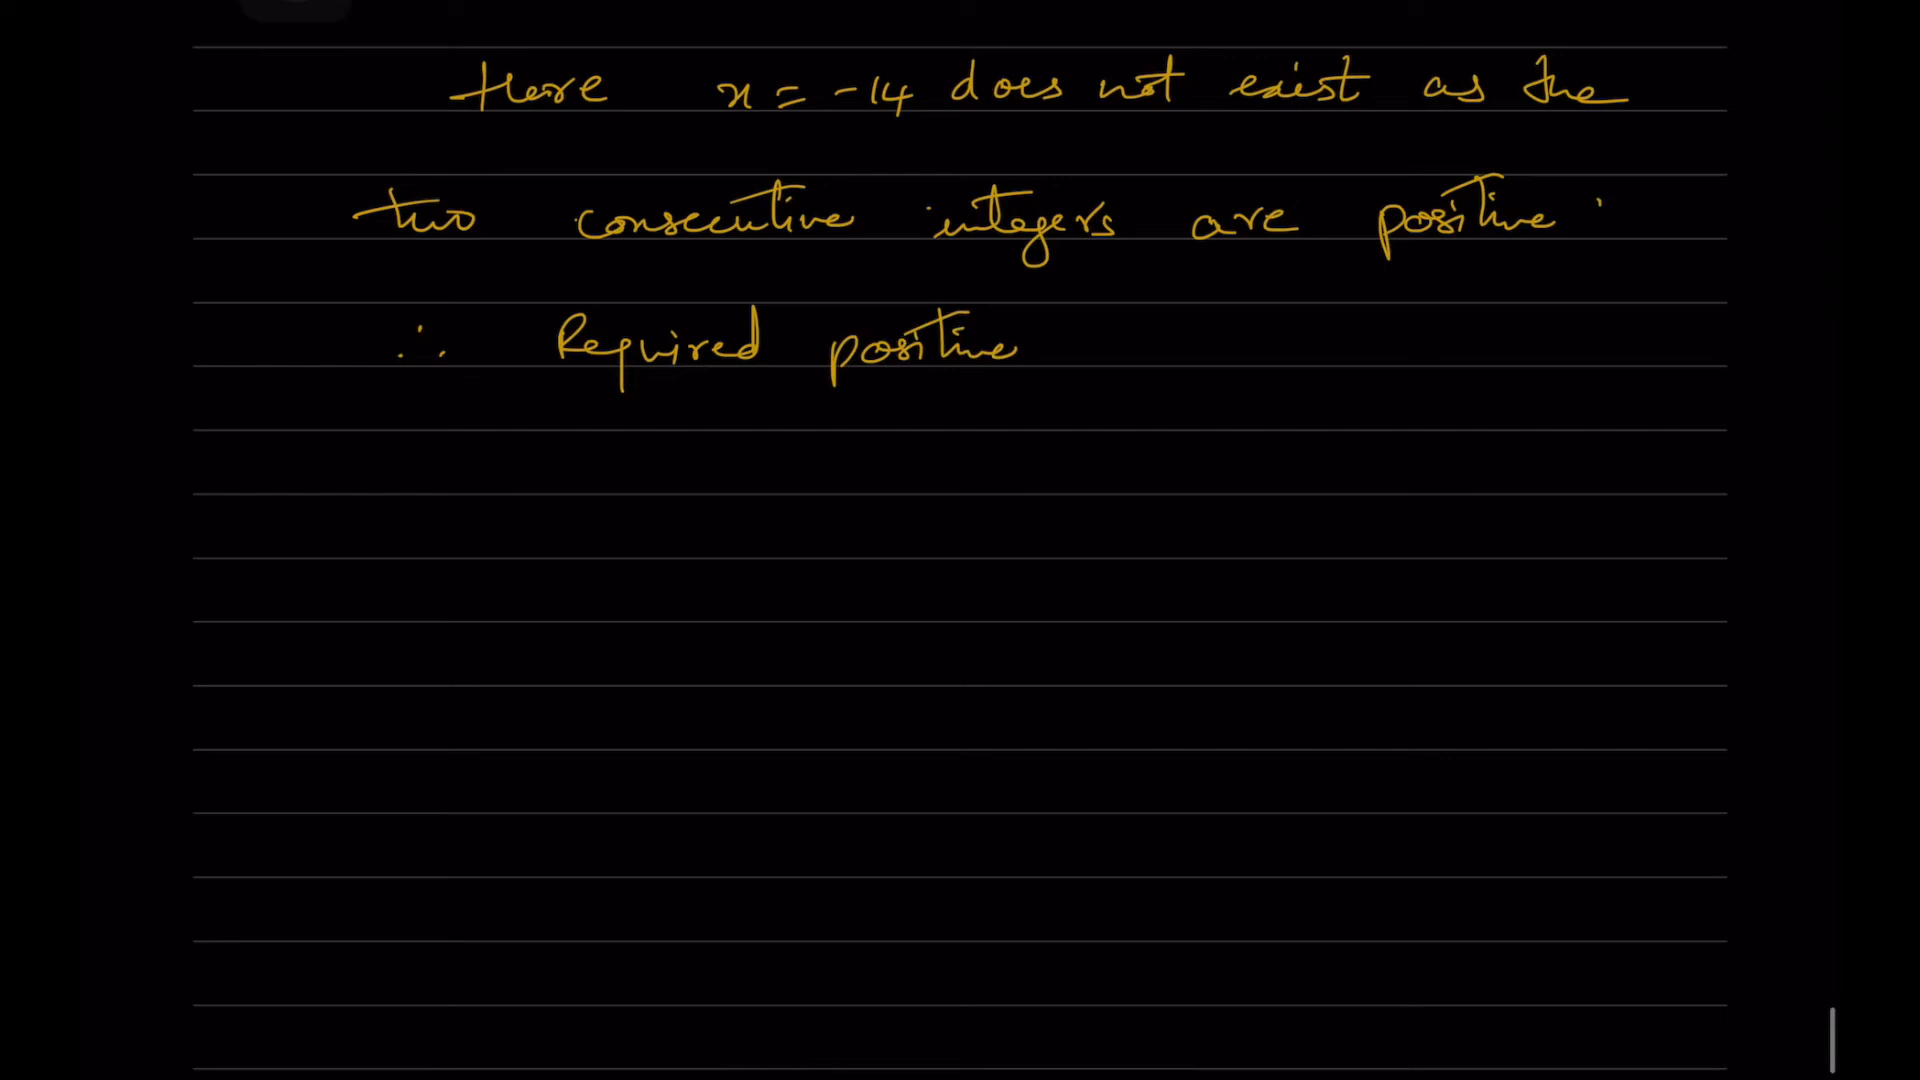 Here x = -14 does not exist as the
two consecutive integers are positive.
∴ Required positive